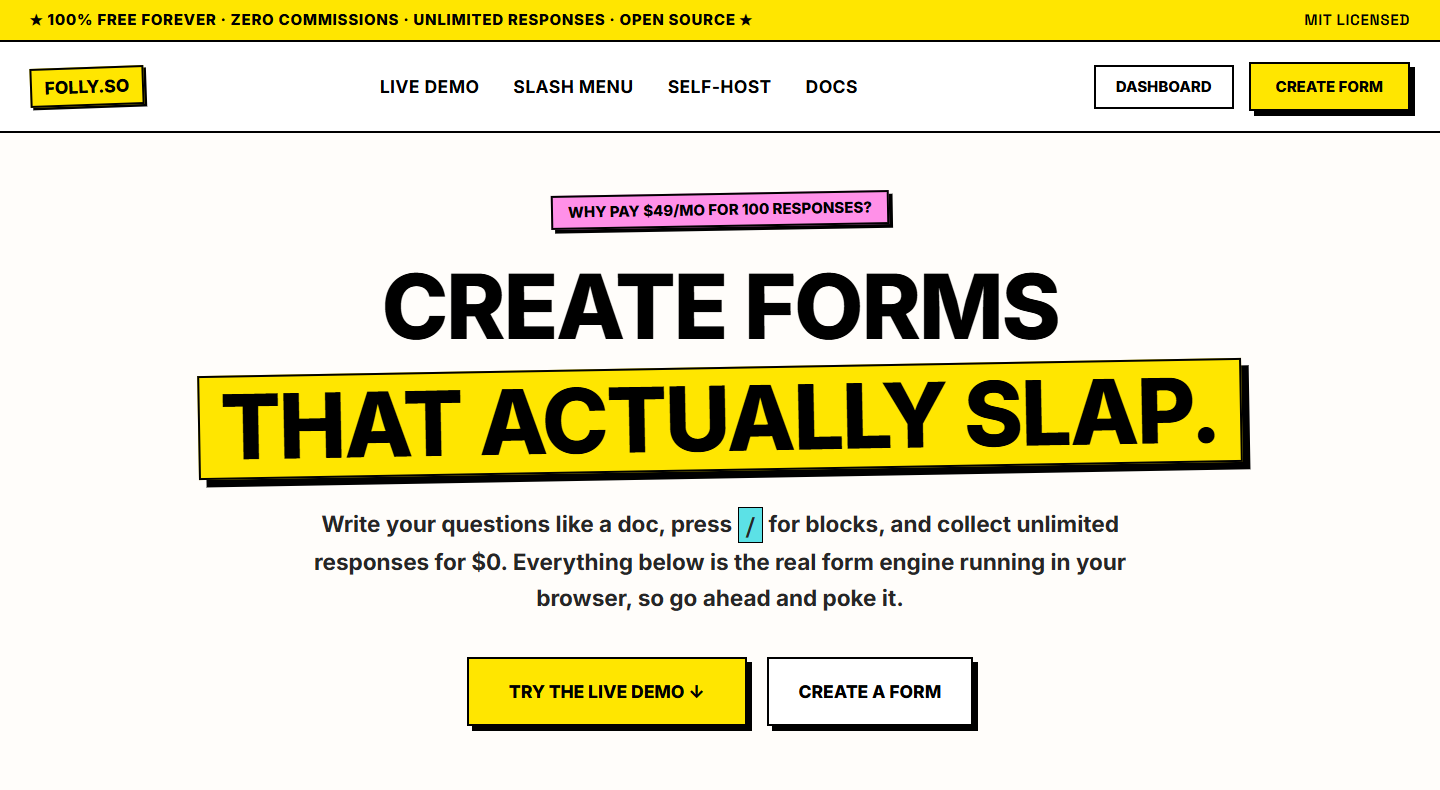 ★ 100% FREE FOREVER · ZERO COMMISSIONS · UNLIMITED RESPONSES · OPEN SOURCE ★
MIT LICENSED
FOLLY.SO
LIVE DEMO
SLASH MENU
SELF-HOST
DOCS
DASHBOARD
CREATE FORM
WHY PAY $49/MO FOR 100 RESPONSES?
CREATE FORMS
THAT ACTUALLY SLAP.
Write your questions like a doc, press / for blocks, and collect unlimited
responses for $0. Everything below is the real form engine running in your
browser, so go ahead and poke it.
TRY THE LIVE DEMO ↓
CREATE A FORM